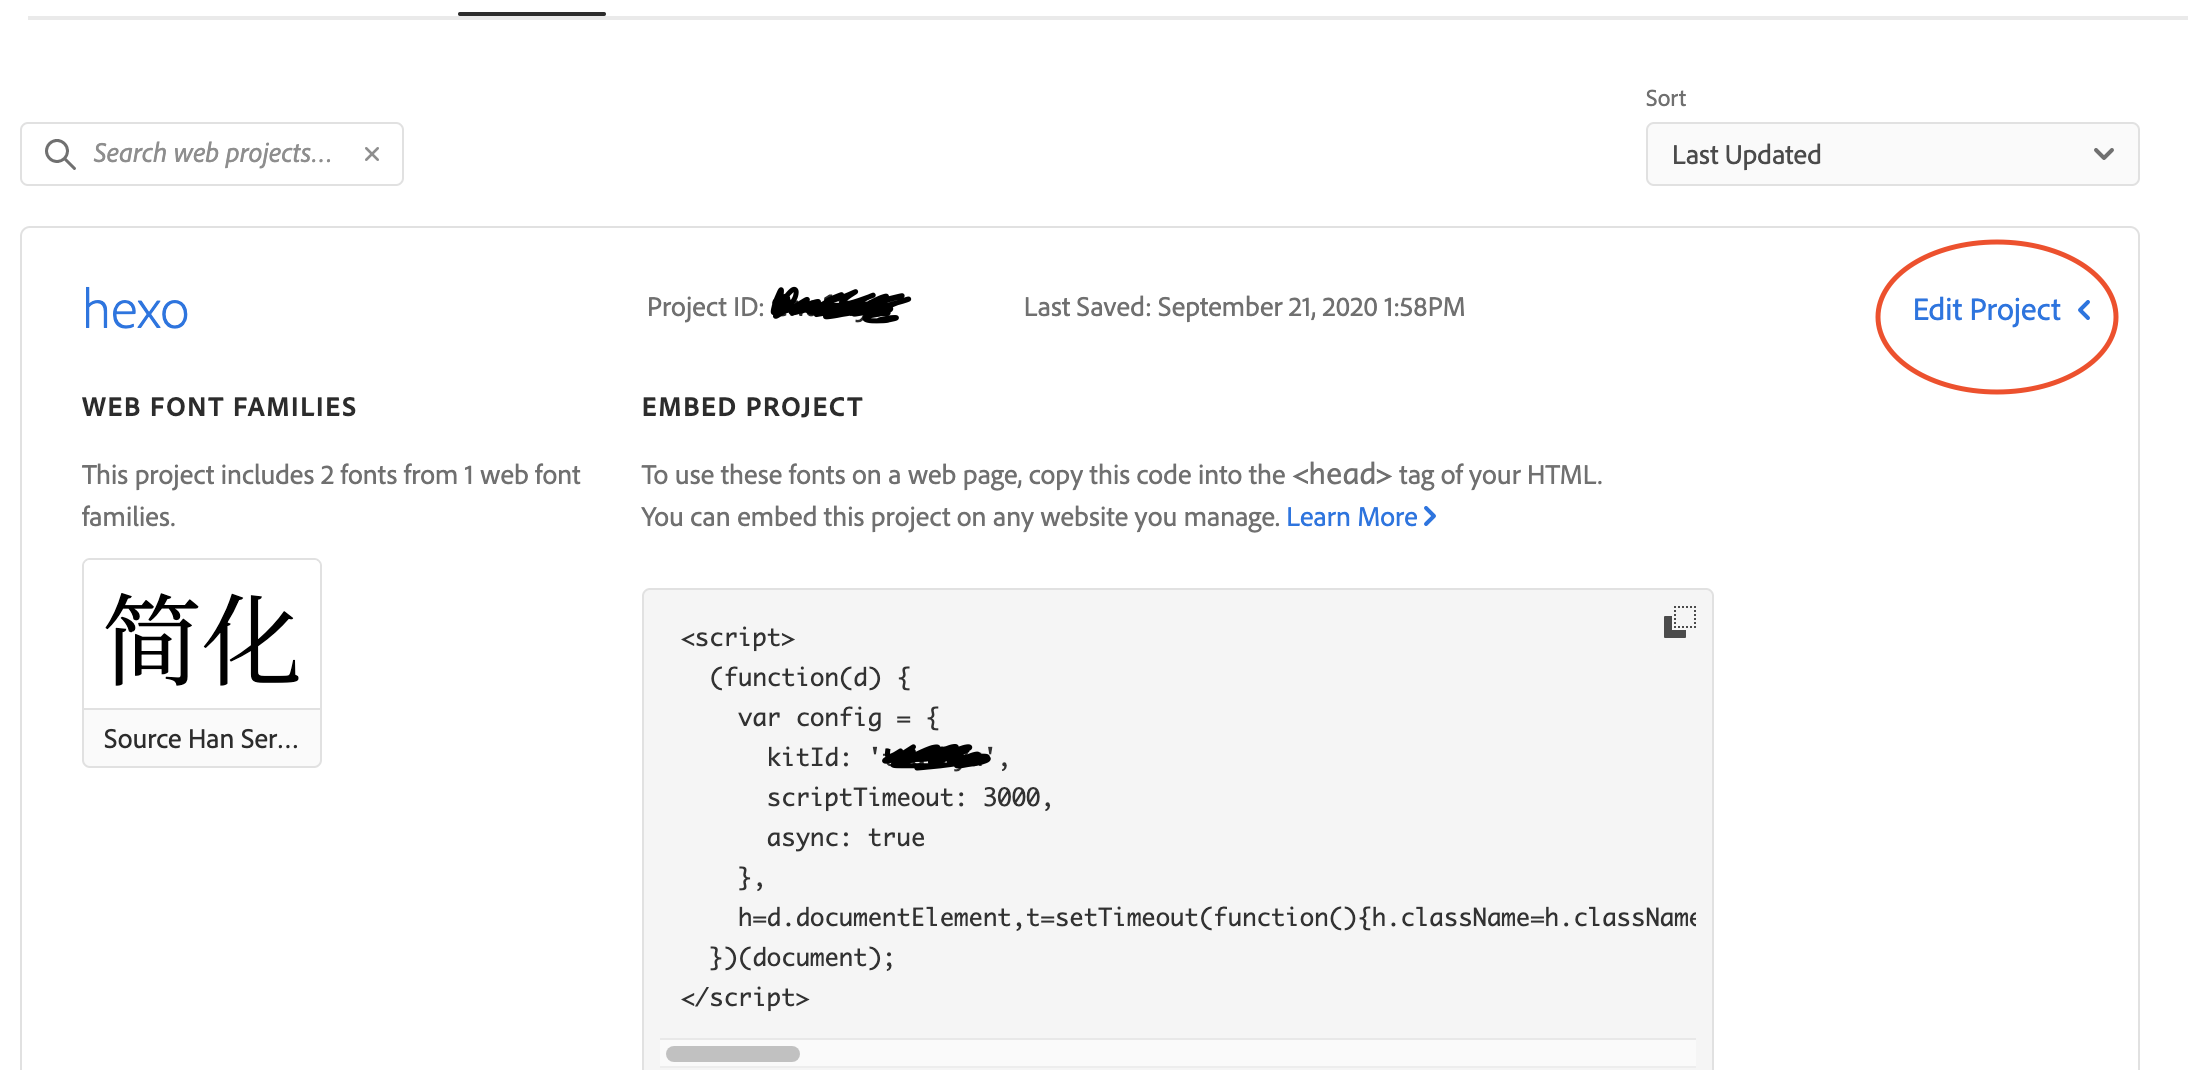 Sort
Search web projects...
Last Updated
hexo
Project ID:
Last Saved: September 21, 2020 1:58PM
Edit Project
WEB FONT FAMILIES
EMBED PROJECT
This project includes 2 fonts from 1 web font
families.
To use these fonts on a web page, copy this code into the <head> tag of your HTML.
You can embed this project on any website you manage. Learn More
简化
Source Han Ser...
<script>
(function(d) {
var config = {
kitId: '',
scriptTimeout: 3000,
async: true
},
h=d.documentElement,t=setTimeout(function(){h.className=h.className
})(document);
</script>